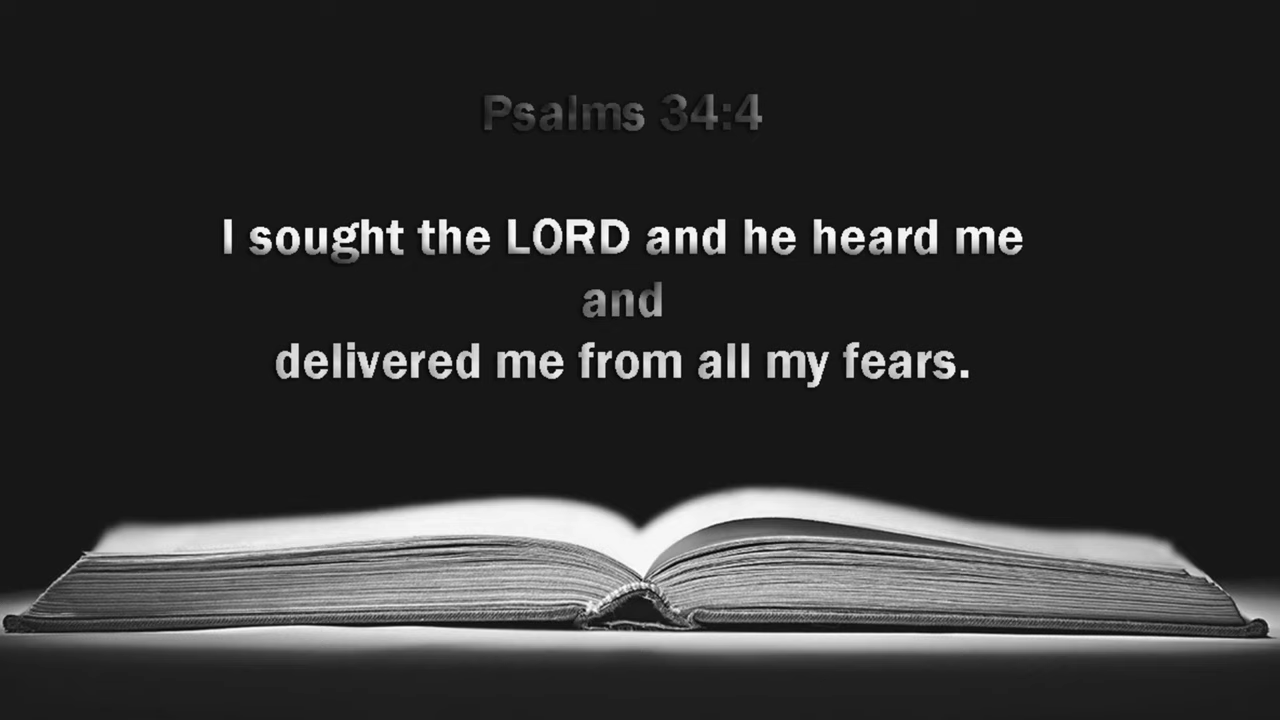 Psalms 34:4
I sought the LORD and he heard me
and
delivered me from all my fears.